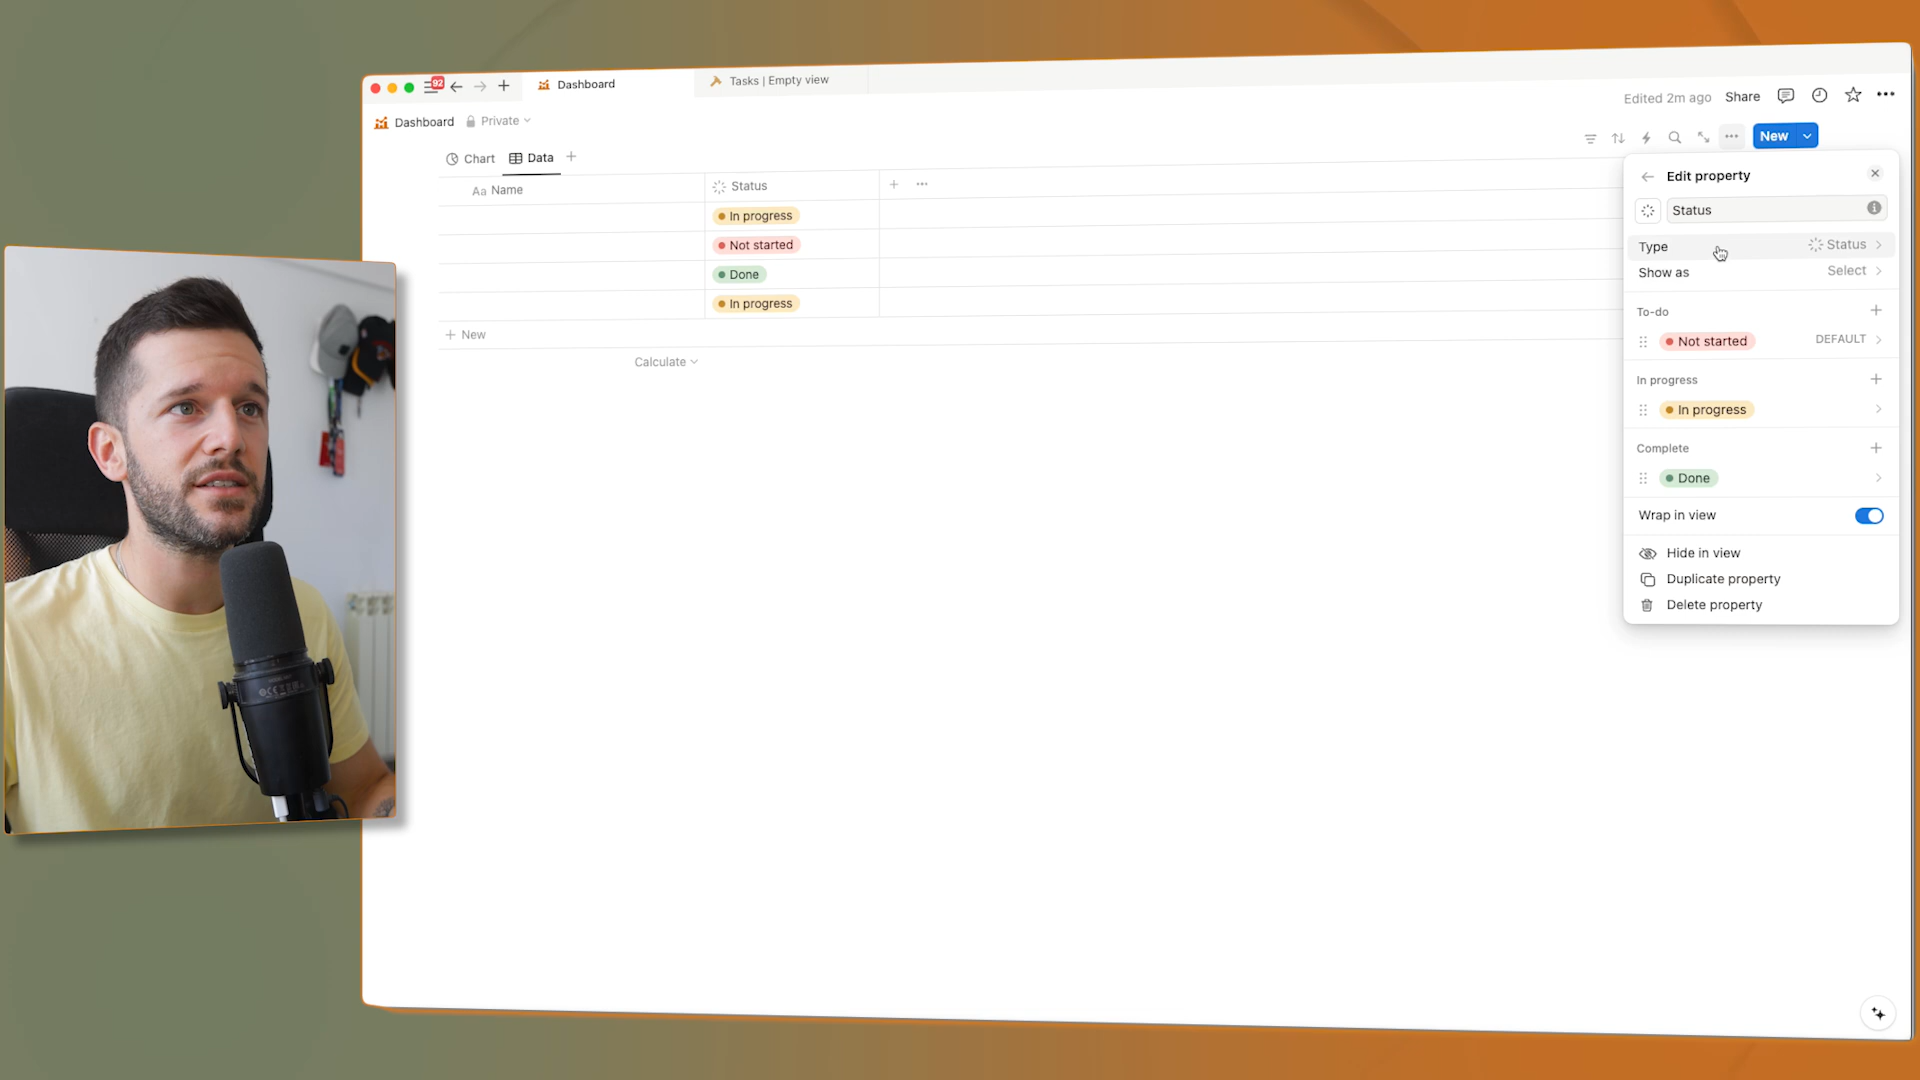 92
Dashboard
Tasks | Empty view
Dashboard
Private
Edited 2m ago
Share
Chart
Data
New
Aa Name
Status
In progress
Not started
Done
In progress
New
Calculate
Edit property
Status
Type
Status
Show as
Select
To-do
Not started
DEFAULT
In progress
In progress
Complete
Done
Wrap in view
Hide in view
Duplicate property
Delete property